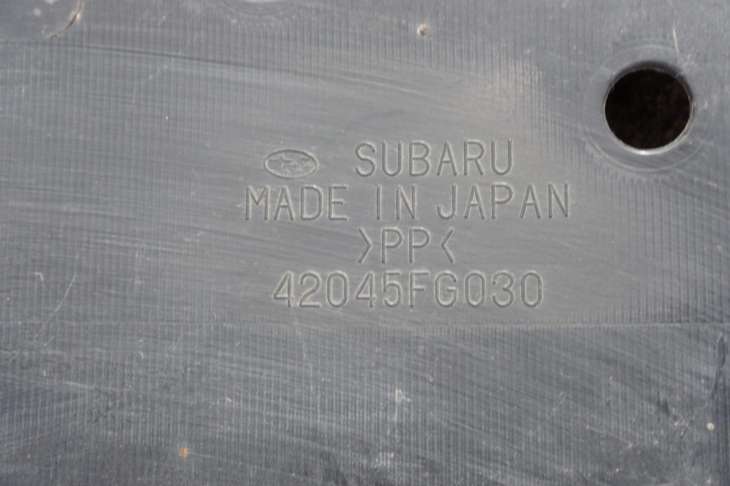 SUBARU
MADE IN JAPAN
>PP<
42045FG030